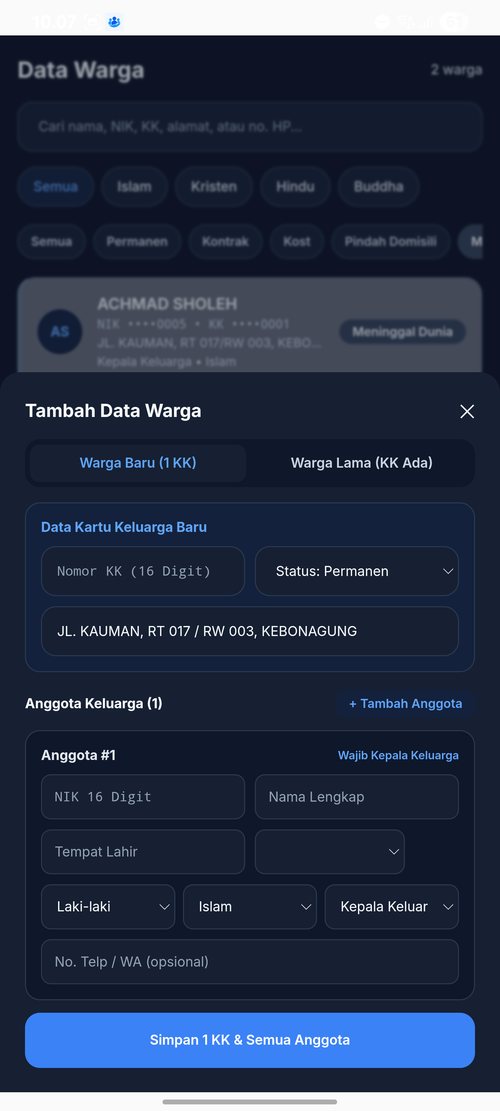 10.07
Data Warga
2 warga
Cari nama, NIK, KK, alamat, atau no. HP...
Semua Islam Kristen Hindu Buddha
Semua Permanen Kontrak Kost Pindah Domisili M
ACHMAD SHOLEH
AS
NIK ••••0005 • KK ••••0001
Meninggal Dunia
JL. KAUMAN, RT 017/RW 003, KEBO...
Kepala Keluarga • Islam
Tambah Data Warga
Warga Baru (1 KK) Warga Lama (KK Ada)
Data Kartu Keluarga Baru
Nomor KK (16 Digit) Status: Permanen
JL. KAUMAN, RT 017 / RW 003, KEBONAGUNG
Anggota Keluarga (1) + Tambah Anggota
Anggota #1 Wajib Kepala Keluarga
NIK 16 Digit Nama Lengkap
Tempat Lahir
Laki-laki Islam Kepala Keluar
No. Telp / WA (opsional)
Simpan 1 KK & Semua Anggota